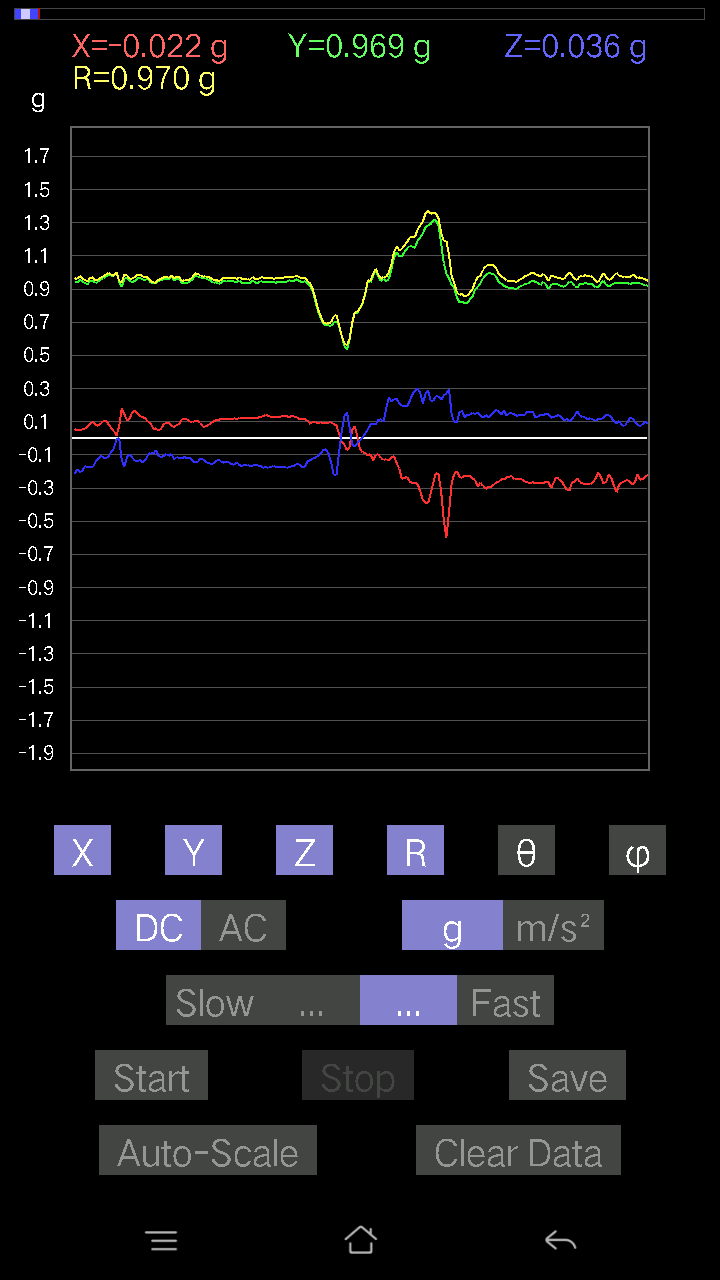 X=-0.022 g Y=0.969 g Z=0.036 g
R=0.970 g
g
1.7
1.5
1.3
1.1
0.9
0.7
0.5
0.3
0.1
-0.1
-0.3
-0.5
-0.7
-0.9
-1.1
-1.3
-1.5
-1.7
-1.9
X Y Z R θ φ
DC AC g m/s²
Slow ... ... Fast
Start Stop Save
Auto-Scale Clear Data